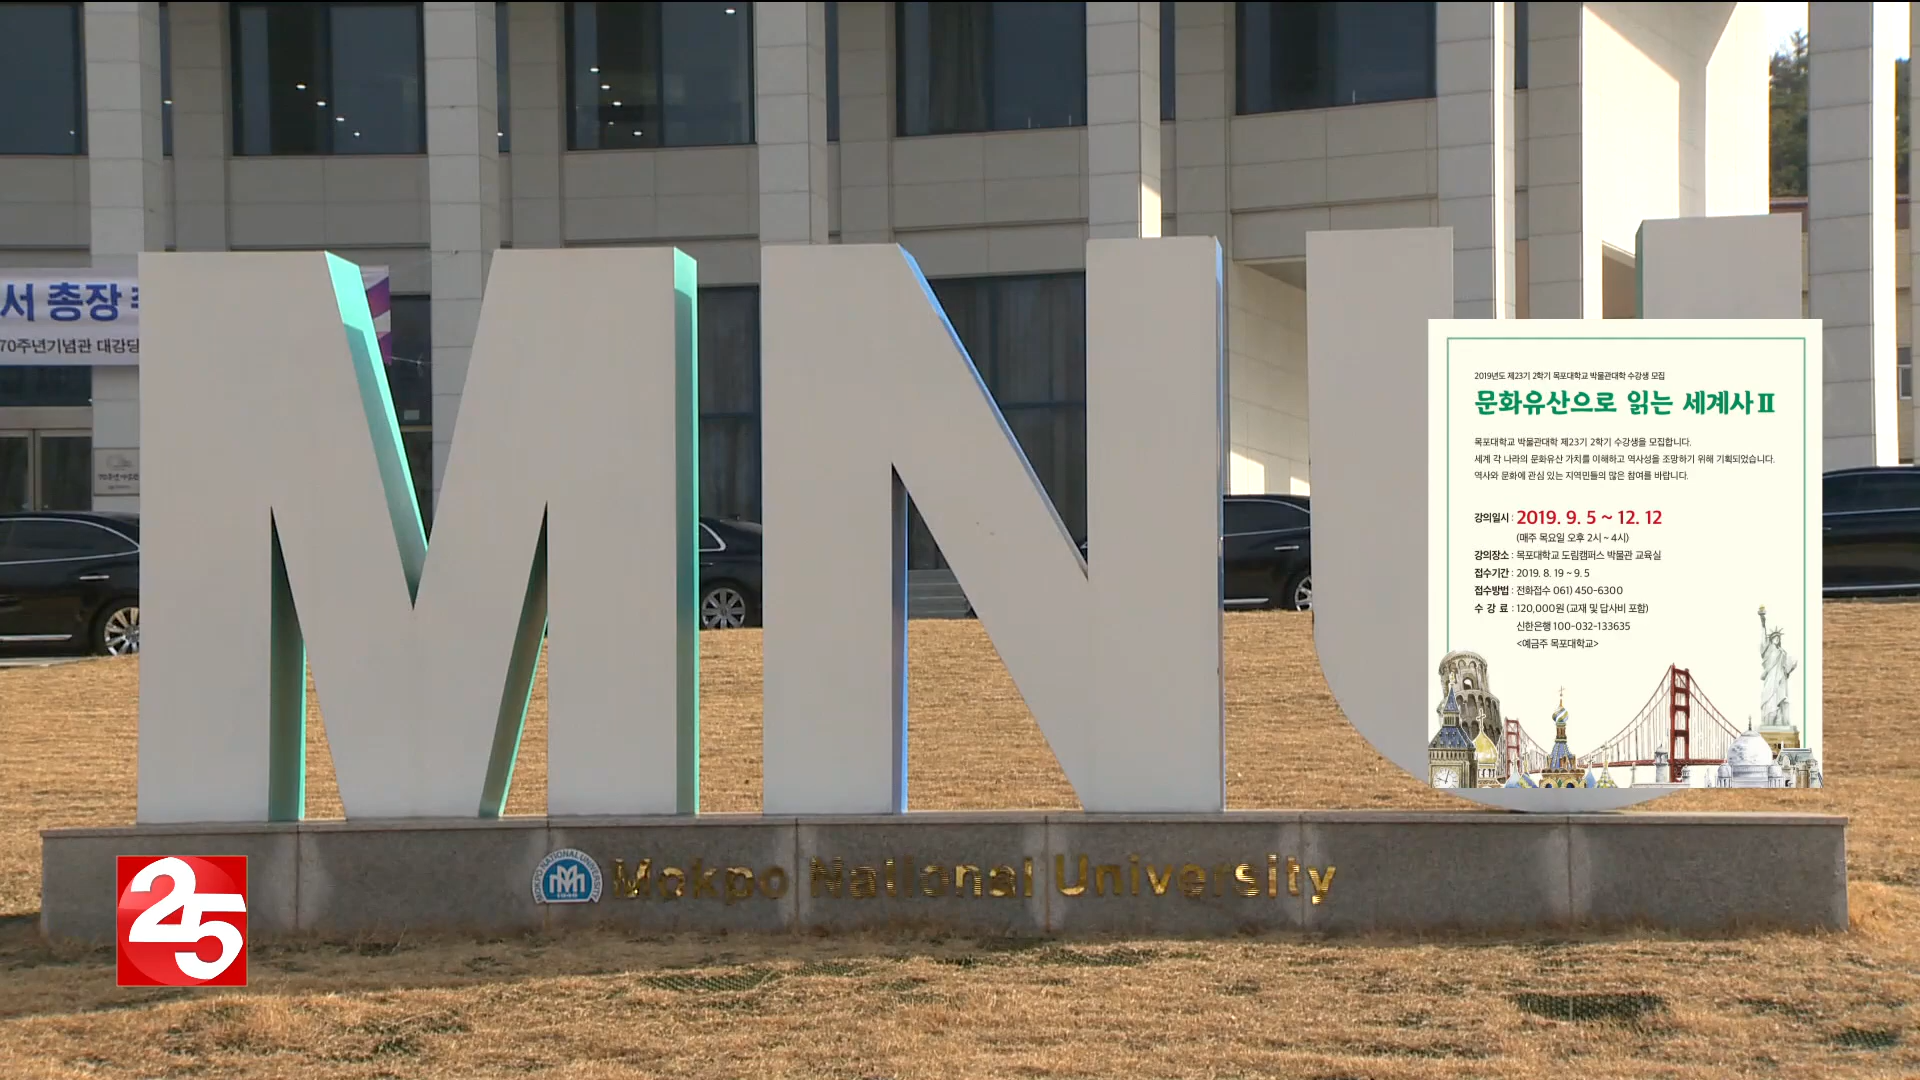 MNU
서 총장
70주년기념관 대강당
2019년도 제23기 2학기 목포대학교 박물관대학 수강생 모집
문화유산으로 읽는 세계사 II
목포대학교 박물관대학 제23기 2학기 수강생을 모집합니다.
세계 각 나라의 문화유산 가치를 이해하고 역사성을 조망하기 위해 기획되었습니다.
역사와 문화에 관심 있는 지역민들의 많은 참여를 바랍니다.
강의일시 : 2019. 9. 5 ~ 12. 12
(매주 목요일 오후 2시 ~ 4시)
강의장소 : 목포대학교 도림캠퍼스 박물관 교육실
접수기간 : 2019. 8. 19 ~ 9. 5
접수방법 : 전화접수 061) 450-6300
수 강 료 : 120,000원 (교재 및 답사비 포함)
신한은행 100-032-133635
<예금주 목포대학교>
MOKPO NATIONAL UNIVERSITY
Mokpo National University
25